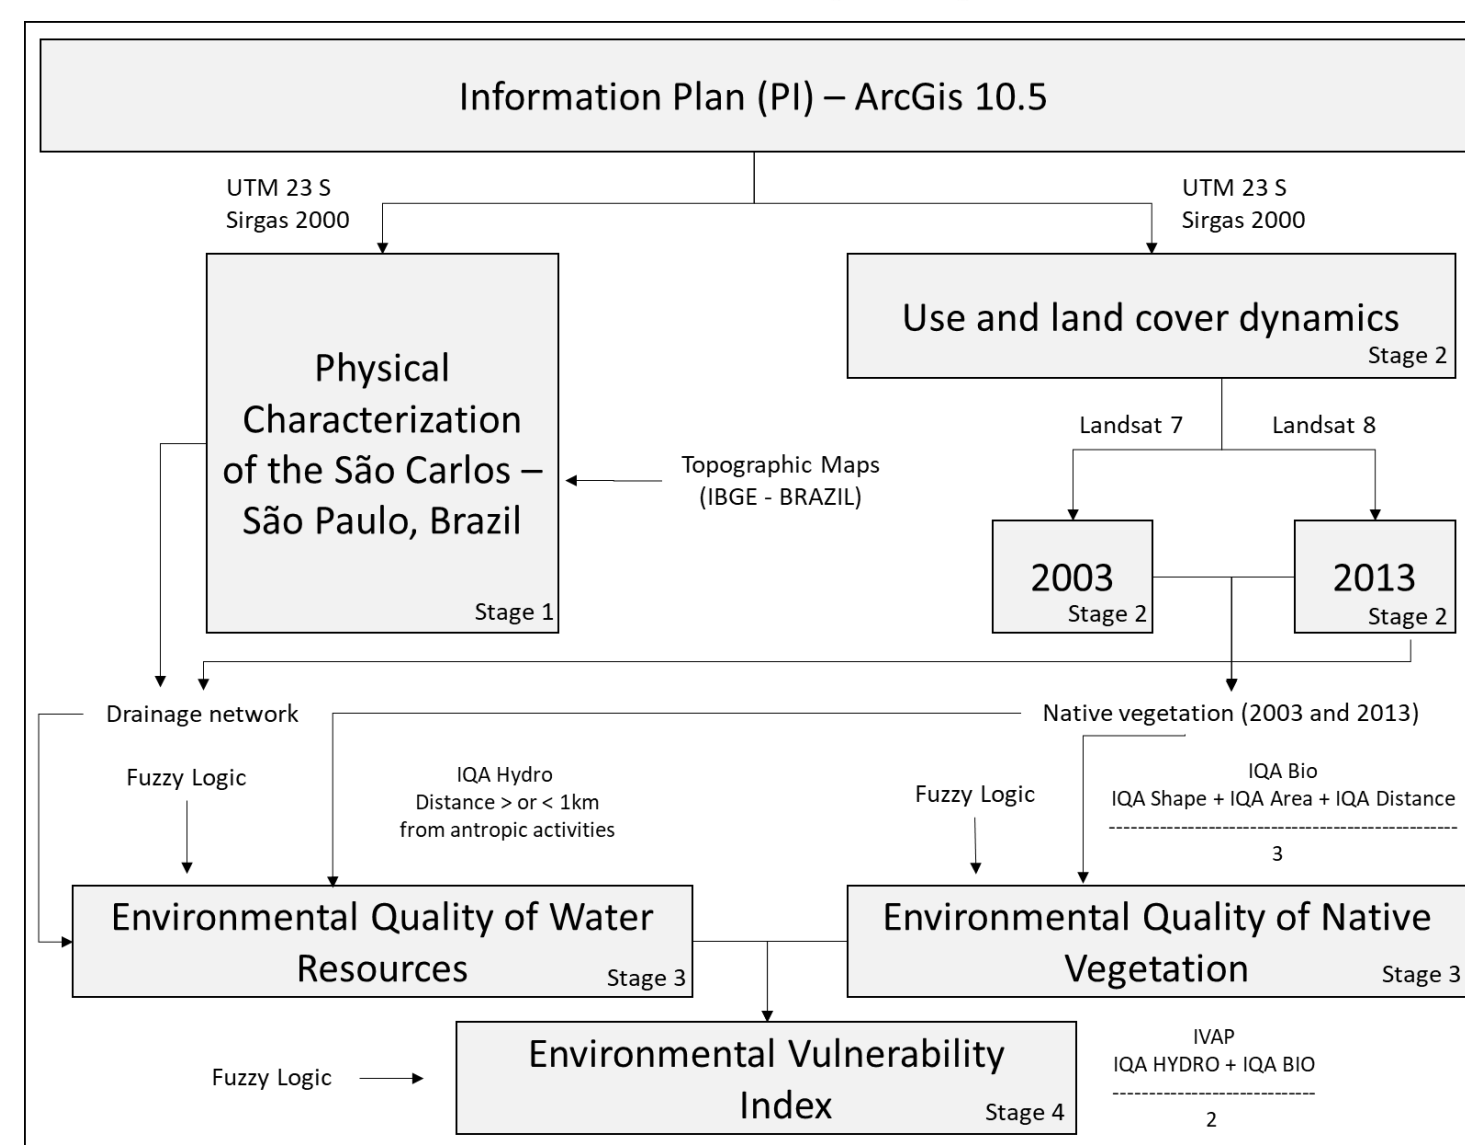 Information Plan (PI) – ArcGis 10.5
UTM 23 S
Sirgas 2000
UTM 23 S
Sirgas 2000
Physical
Characterization
of the São Carlos –
São Paulo, Brazil
Stage 1
Use and land cover dynamics
Stage 2
Landsat 7
Landsat 8
Topographic Maps
(IBGE - BRAZIL)
2003
Stage 2
2013
Stage 2
Drainage network
Native vegetation (2003 and 2013)
Fuzzy Logic
IQA Hydro
Distance > or < 1km
from antropic activities
Fuzzy Logic
IQA Bio
IQA Shape + IQA Area + IQA Distance
------------------------------------------------
3
Environmental Quality of Water
Resources
Stage 3
Environmental Quality of Native
Vegetation
Stage 3
Fuzzy Logic
Environmental Vulnerability
Index
Stage 4
IVAP
IQA HYDRO + IQA BIO
----------------------------
2